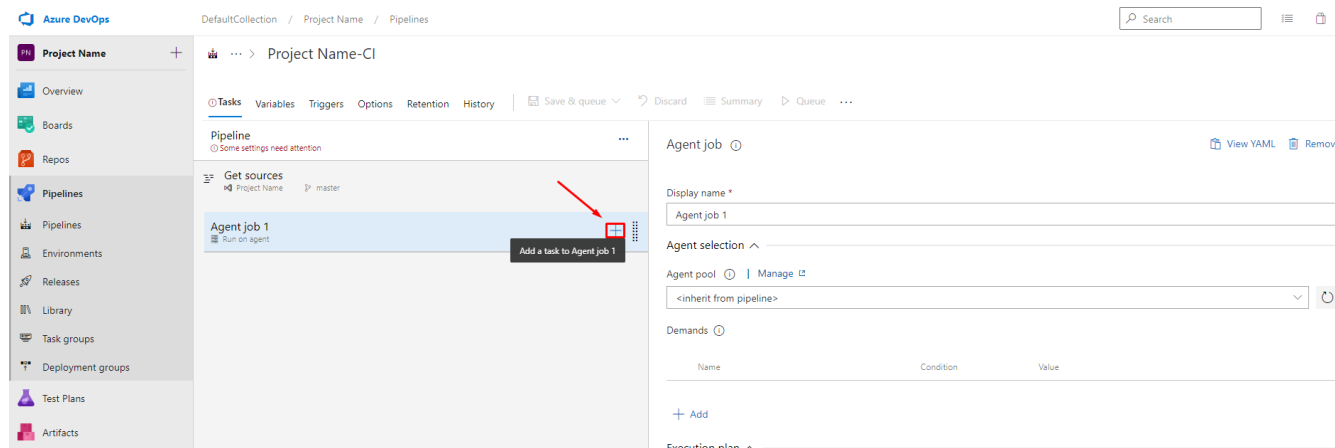 Azure DevOps
DefaultCollection / Project Name / Pipelines
Search
PN Project Name
Overview
Boards
Repos
Pipelines
Pipelines
Environments
Releases
Library
Task groups
Deployment groups
Test Plans
Artifacts
... > Project Name-CI
Tasks Variables Triggers Options Retention History Save & queue Discard Summary Queue ...
Pipeline ...
Some settings need attention
Get sources
Project Name master
Agent job 1
Run on agent
Add a task to Agent job 1
Agent job View YAML Remov
Display name *
Agent job 1
Agent selection
Agent pool | Manage
<inherit from pipeline>
Demands
Name Condition Value
+ Add
Execution plan